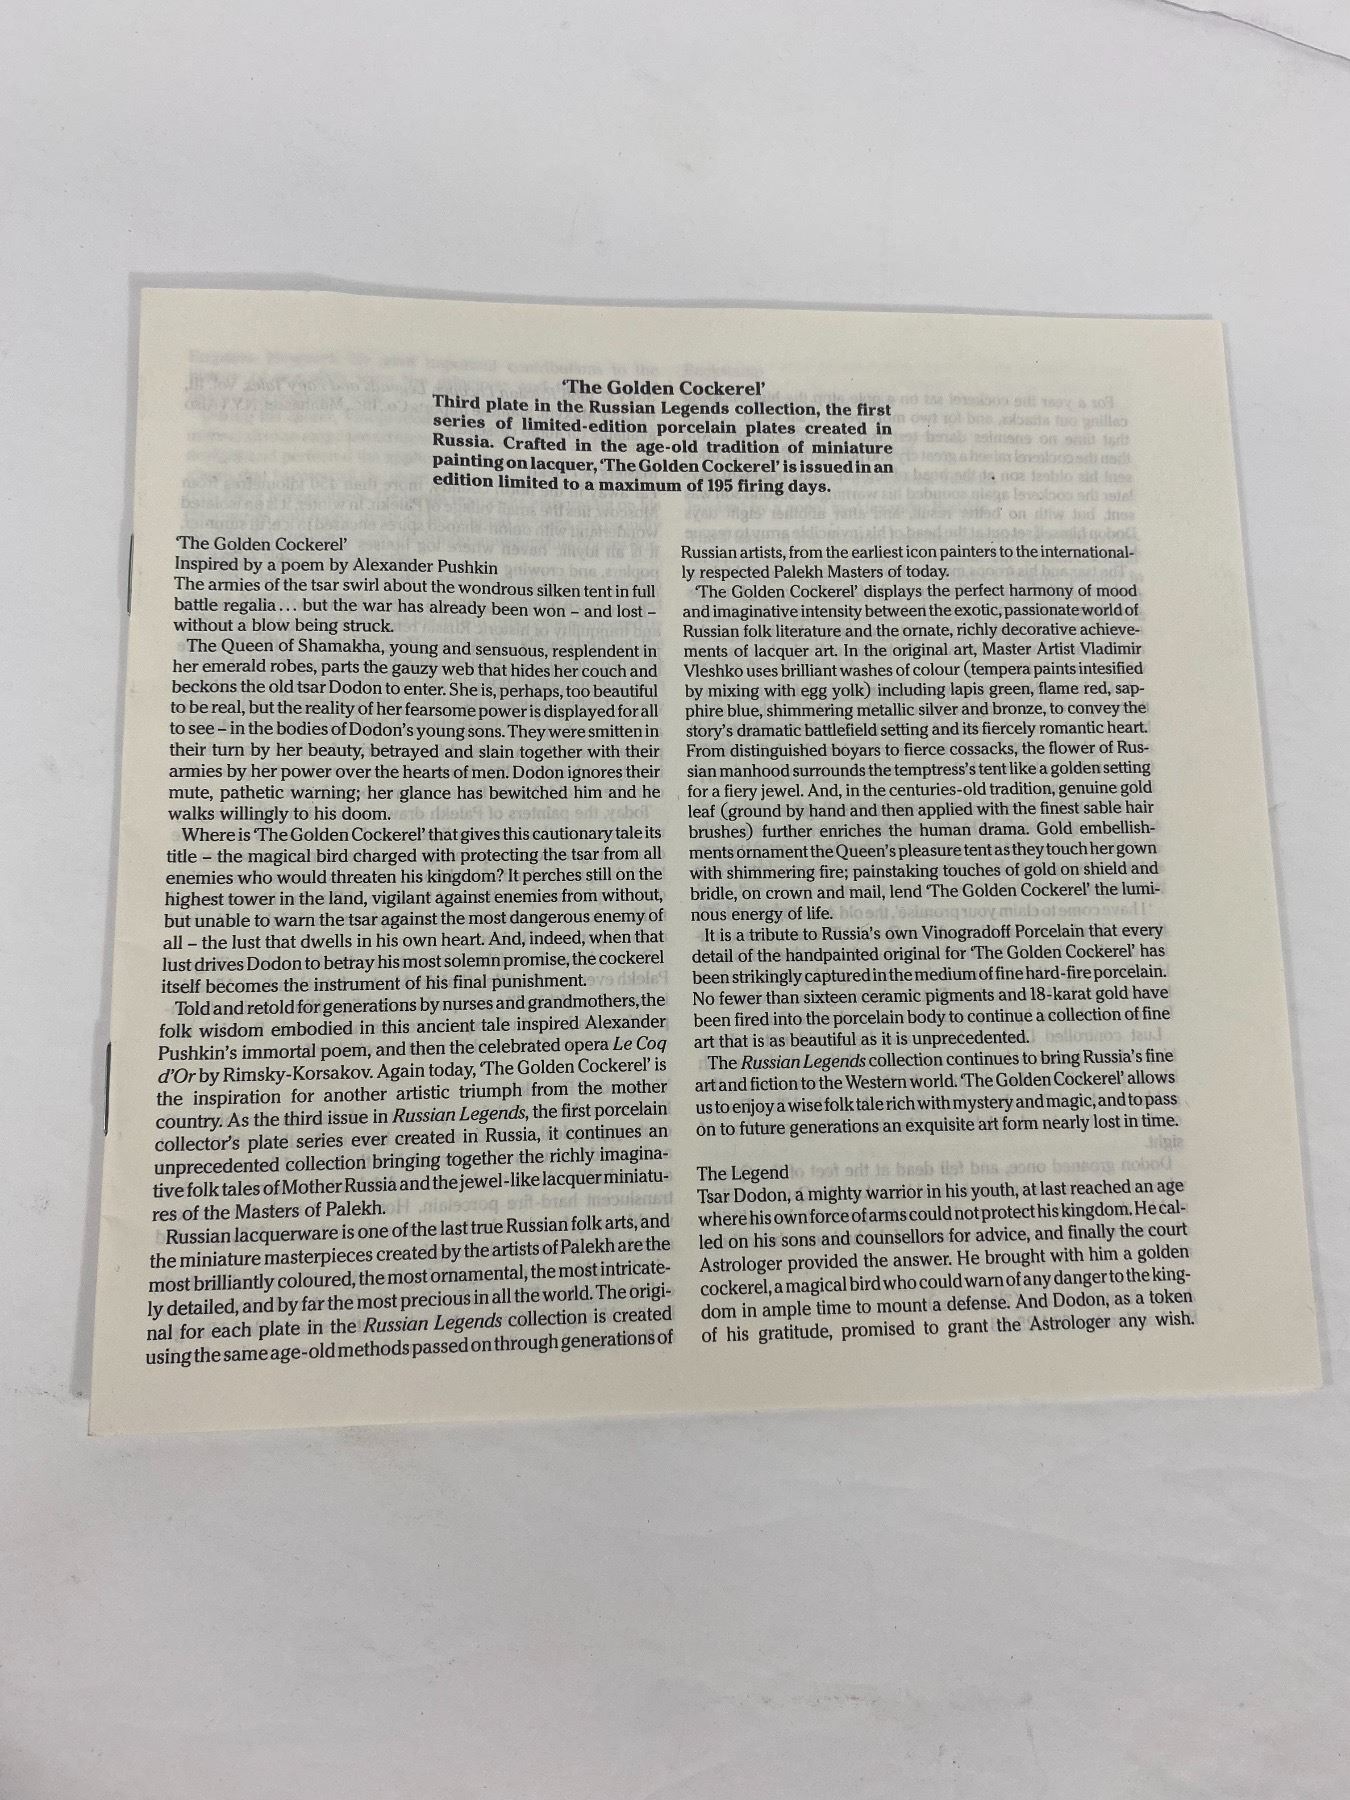 ‘The Golden Cockerel’
Third plate in the Russian Legends collection, the first
series of limited-edition porcelain plates created in
Russia. Crafted in the age-old tradition of miniature
painting on lacquer, ‘The Golden Cockerel’ is issued in an
edition limited to a maximum of 195 firing days.
‘The Golden Cockerel’
Inspired by a poem by Alexander Pushkin
The armies of the tsar swirl about the wondrous silken tent in full
battle regalia... but the war has already been won – and lost –
without a blow being struck.
The Queen of Shamakha, young and sensuous, resplendent in
her emerald robes, parts the gauzy web that hides her couch and
beckons the old tsar Dodon to enter. She is, perhaps, too beautiful
to be real, but the reality of her fearsome power is displayed for all
to see – in the bodies of Dodon’s young sons. They were smitten in
their turn by her beauty, betrayed and slain together with their
armies by her power over the hearts of men. Dodon ignores their
mute, pathetic warning; her glance has bewitched him and he
walks willingly to his doom.
Where is ‘The Golden Cockerel’ that gives this cautionary tale its
title – the magical bird charged with protecting the tsar from all
enemies who would threaten his kingdom? It perches still on the
highest tower in the land, vigilant against enemies from without,
but unable to warn the tsar against the most dangerous enemy of
all – the lust that dwells in his own heart. And, indeed, when that
lust drives Dodon to betray his most solemn promise, the cockerel
itself becomes the instrument of his final punishment.
Told and retold for generations by nurses and grandmothers, the
folk wisdom embodied in this ancient tale inspired Alexander
Pushkin’s immortal poem, and then the celebrated opera Le Coq
d’Or by Rimsky-Korsakov. Again today, ‘The Golden Cockerel’ is
the inspiration for another artistic triumph from the mother
country. As the third issue in Russian Legends, the first porcelain
collector’s plate series ever created in Russia, it continues an
unprecedented collection bringing together the richly imagina-
tive folk tales of Mother Russia and the jewel-like lacquer miniatu-
res of the Masters of Palekh.
Russian lacquerware is one of the last true Russian folk arts, and
the miniature masterpieces created by the artists of Palekh are the
most brilliantly coloured, the most ornamental, the most intricate-
ly detailed, and by far the most precious in all the world. The origi-
nal for each plate in the Russian Legends collection is created
using the same age-old methods passed on through generations of
Russian artists, from the earliest icon painters to the international-
ly respected Palekh Masters of today.
‘The Golden Cockerel’ displays the perfect harmony of mood
and imaginative intensity between the exotic, passionate world of
Russian folk literature and the ornate, richly decorative achieve-
ments of lacquer art. In the original art, Master Artist Vladimir
Vleshko uses brilliant washes of colour (tempera paints intesified
by mixing with egg yolk) including lapis green, flame red, sap-
phire blue, shimmering metallic silver and bronze, to convey the
story’s dramatic battlefield setting and its fiercely romantic heart.
From distinguished boyars to fierce cossacks, the flower of Rus-
sian manhood surrounds the temptress’s tent like a golden setting
for a fiery jewel. And, in the centuries-old tradition, genuine gold
leaf (ground by hand and then applied with the finest sable hair
brushes) further enriches the human drama. Gold embellish-
ments ornament the Queen’s pleasure tent as they touch her gown
with shimmering fire; painstaking touches of gold on shield and
bridle, on crown and mail, lend ‘The Golden Cockerel’ the lumi-
nous energy of life.
It is a tribute to Russia’s own Vinogradoff Porcelain that every
detail of the handpainted original for ‘The Golden Cockerel’ has
been strikingly captured in the medium of fine hard-fire porcelain.
No fewer than sixteen ceramic pigments and 18-karat gold have
been fired into the porcelain body to continue a collection of fine
art that is as beautiful as it is unprecedented.
The Russian Legends collection continues to bring Russia’s fine
art and fiction to the Western world. ‘The Golden Cockerel’ allows
us to enjoy a wise folk tale rich with mystery and magic, and to pass
on to future generations an exquisite art form nearly lost in time.
The Legend
Tsar Dodon, a mighty warrior in his youth, at last reached an age
where his own force of arms could not protect his kingdom. He cal-
led on his sons and counsellors for advice, and finally the court
Astrologer provided the answer. He brought with him a golden
cockerel, a magical bird who could warn of any danger to the king-
dom in ample time to mount a defense. And Dodon, as a token
of his gratitude, promised to grant the Astrologer any wish.